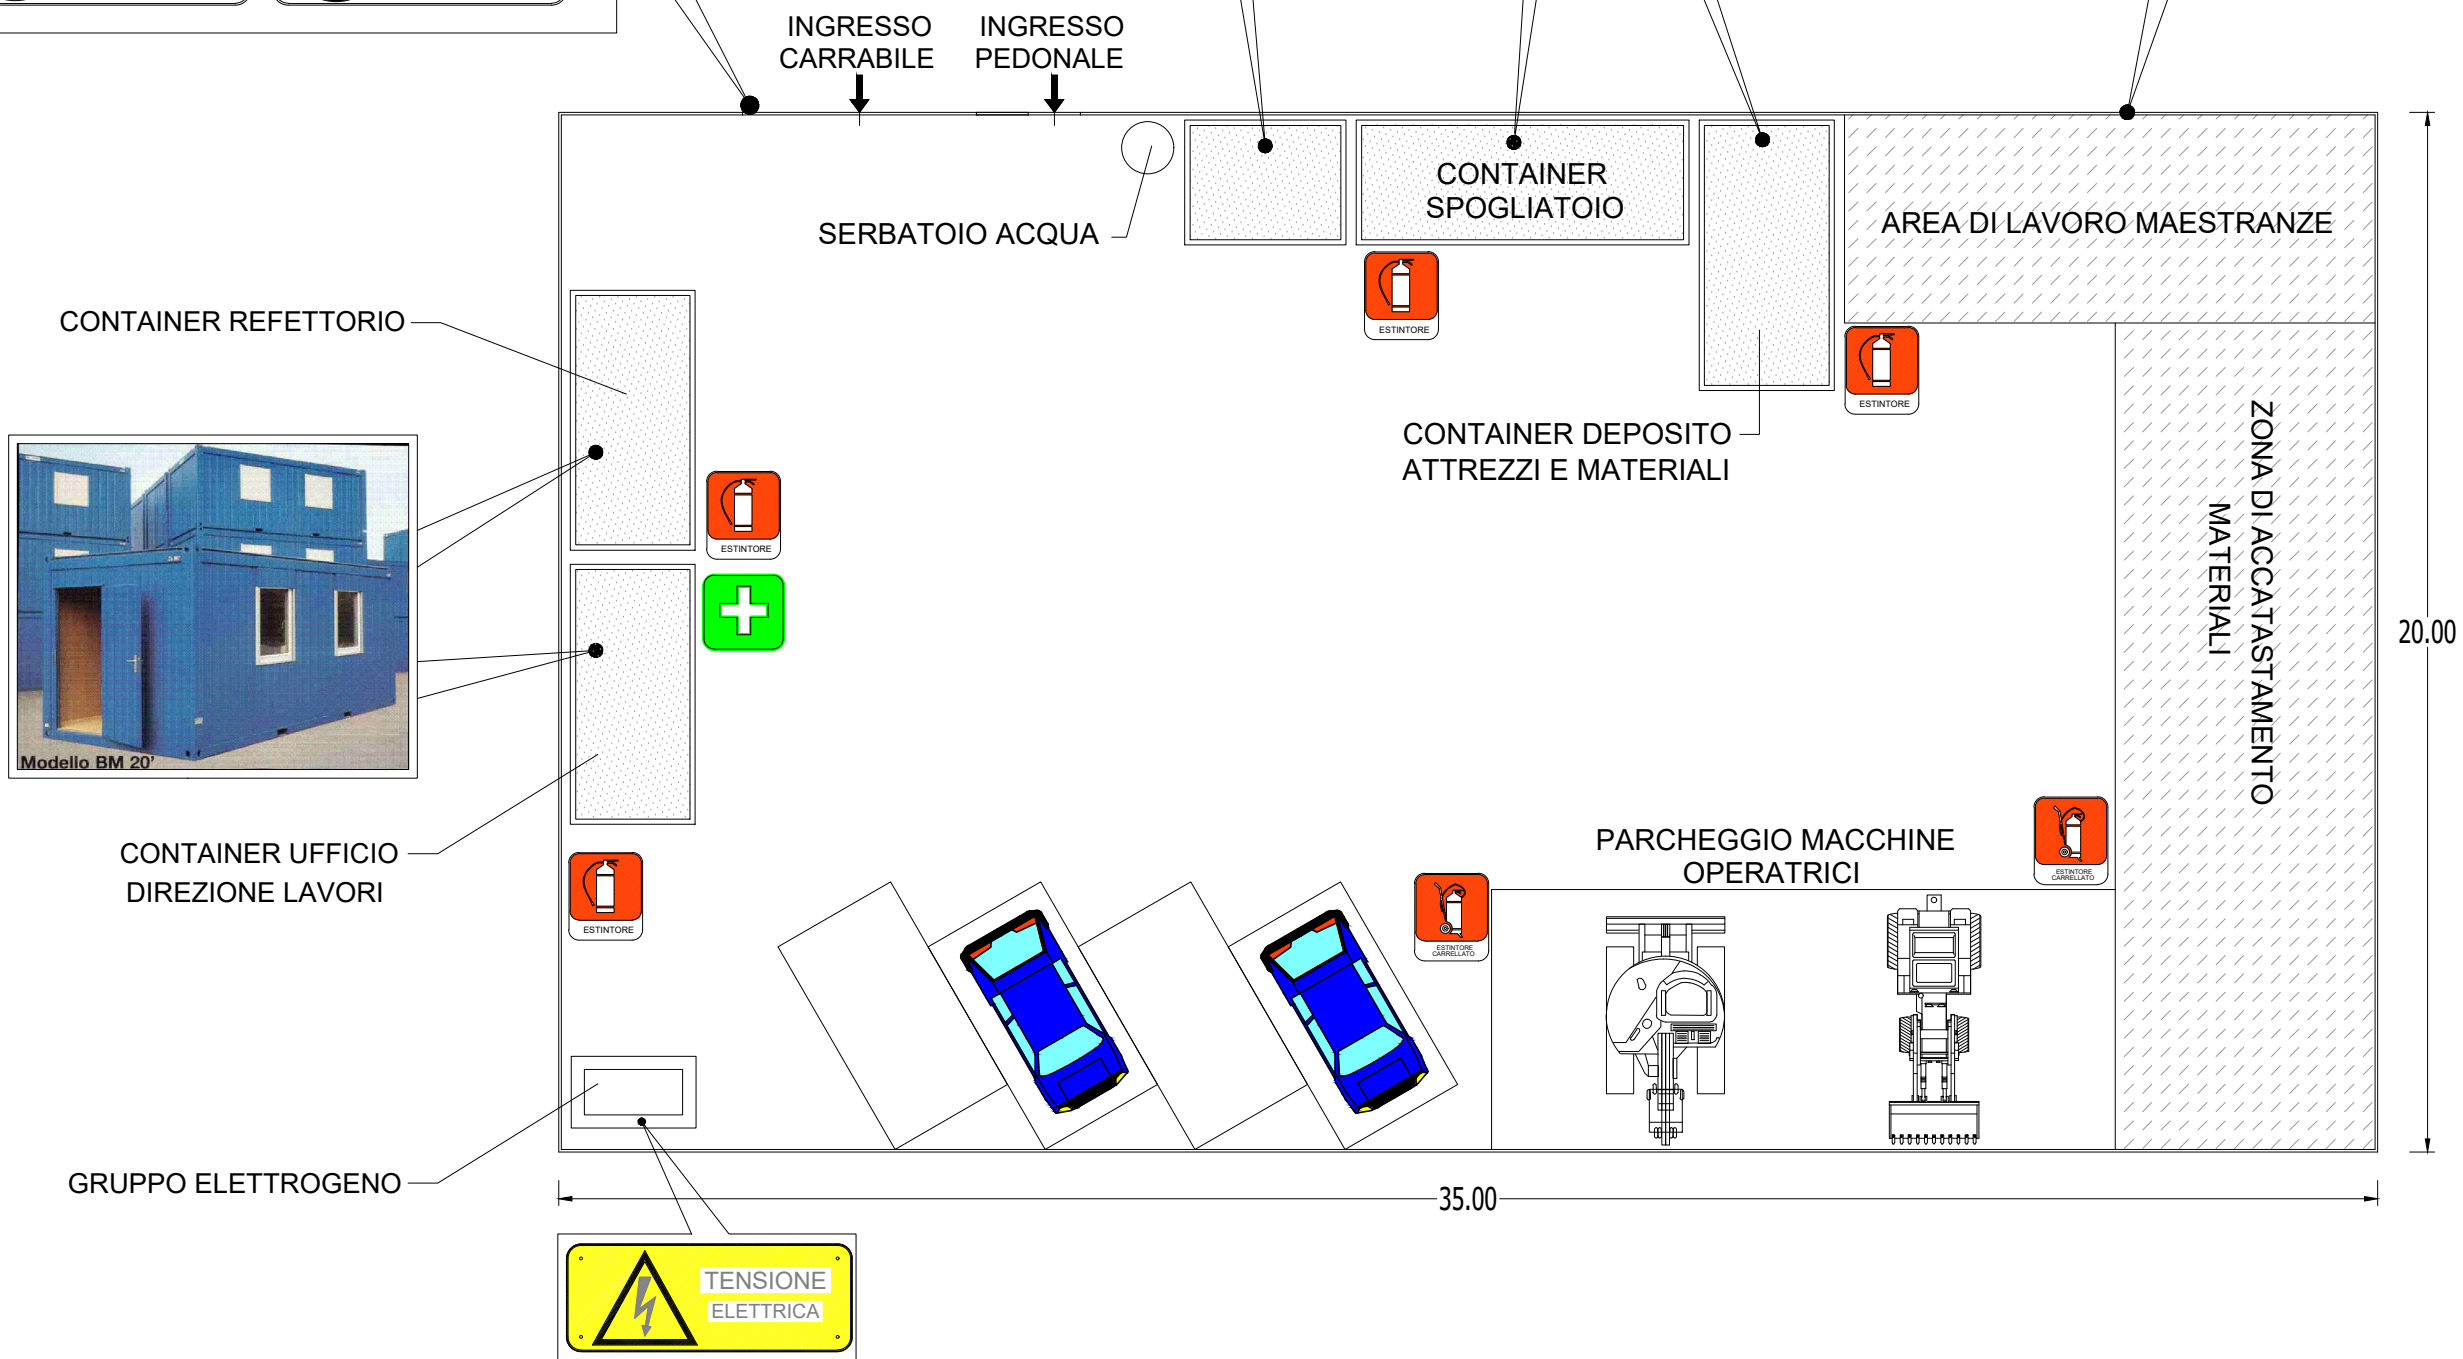 INGRESSO
CARRABILE
INGRESSO
PEDONALE
CONTAINER
SPOGLIATOIO
AREA DI LAVORO MAESTRANZE
SERBATOIO ACQUA
CONTAINER REFETTORIO
ESTINTORE
ESTINTORE
CONTAINER DEPOSITO
ATTREZZI E MATERIALI
ZONA DI ACCATASTAMENTO
MATERIALI
ESTINTORE
20.00
Modello BM 20'
CONTAINER UFFICIO
DIREZIONE LAVORI
ESTINTORE
PARCHEGGIO MACCHINE
OPERATRICI
ESTINTORE
CARRELLATO
ESTINTORE
CARRELLATO
GRUPPO ELETTROGENO
35.00
TENSIONE
ELETTRICA